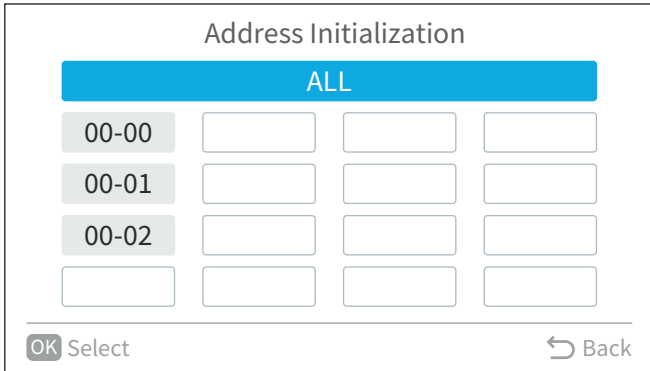 Address Initialization
ALL
00-00
00-01
00-02
OK Select
Back